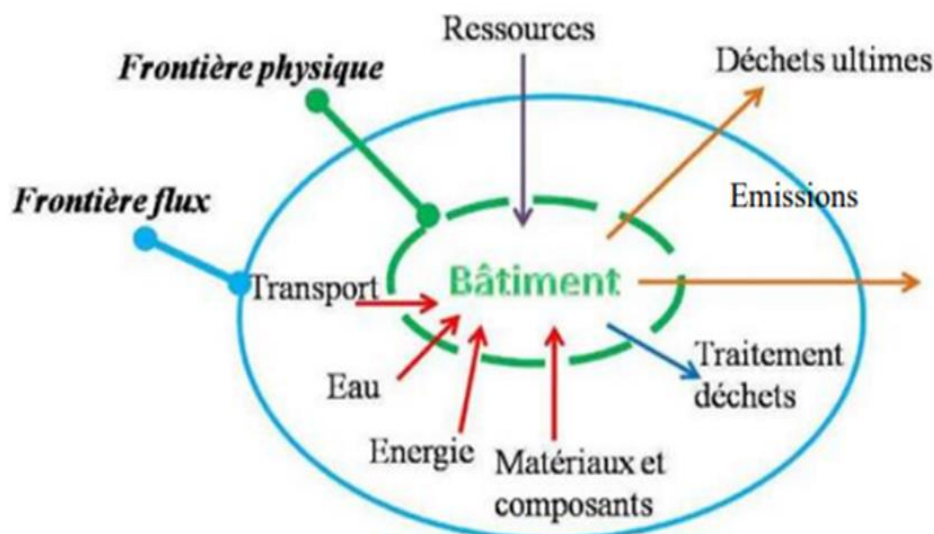 Ressources
Frontière physique
Déchets ultimes
Frontière flux
Emissions
Transport
Bâtiment
Eau
Traitement
déchets
Energie
Matériaux et
composants